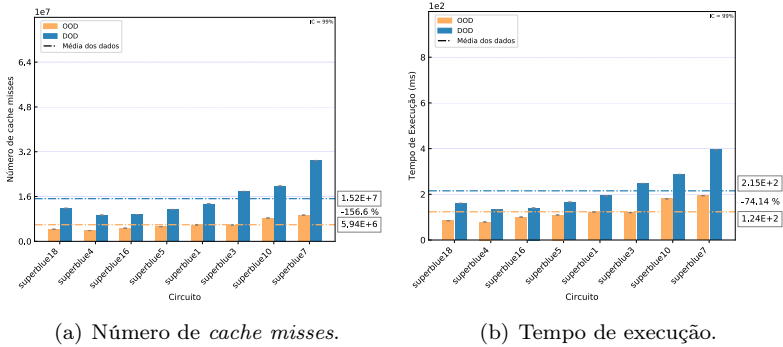 1e7
IC = 99%
OOD
DOD
Média dos dados
6,4
4,8
1.6
0.0
Número de cache misses
1.52E+7
-156.6 %
5,94E+6
superblue18
superblue4
superblue16
superblue5
superblue1
superblue3
superblue10
superblue7
Circuito
(a) Número de cache misses.
1e2
IC = 99%
OOD
DOD
Média dos dados
8
6
4
2
0
Tempo de Execução (ms)
2.15E+2
-74,14 %
1.24E+2
superblue18
superblue4
superblue16
superblue5
superblue1
superblue3
superblue10
superblue7
Circuito
(b) Tempo de execução.